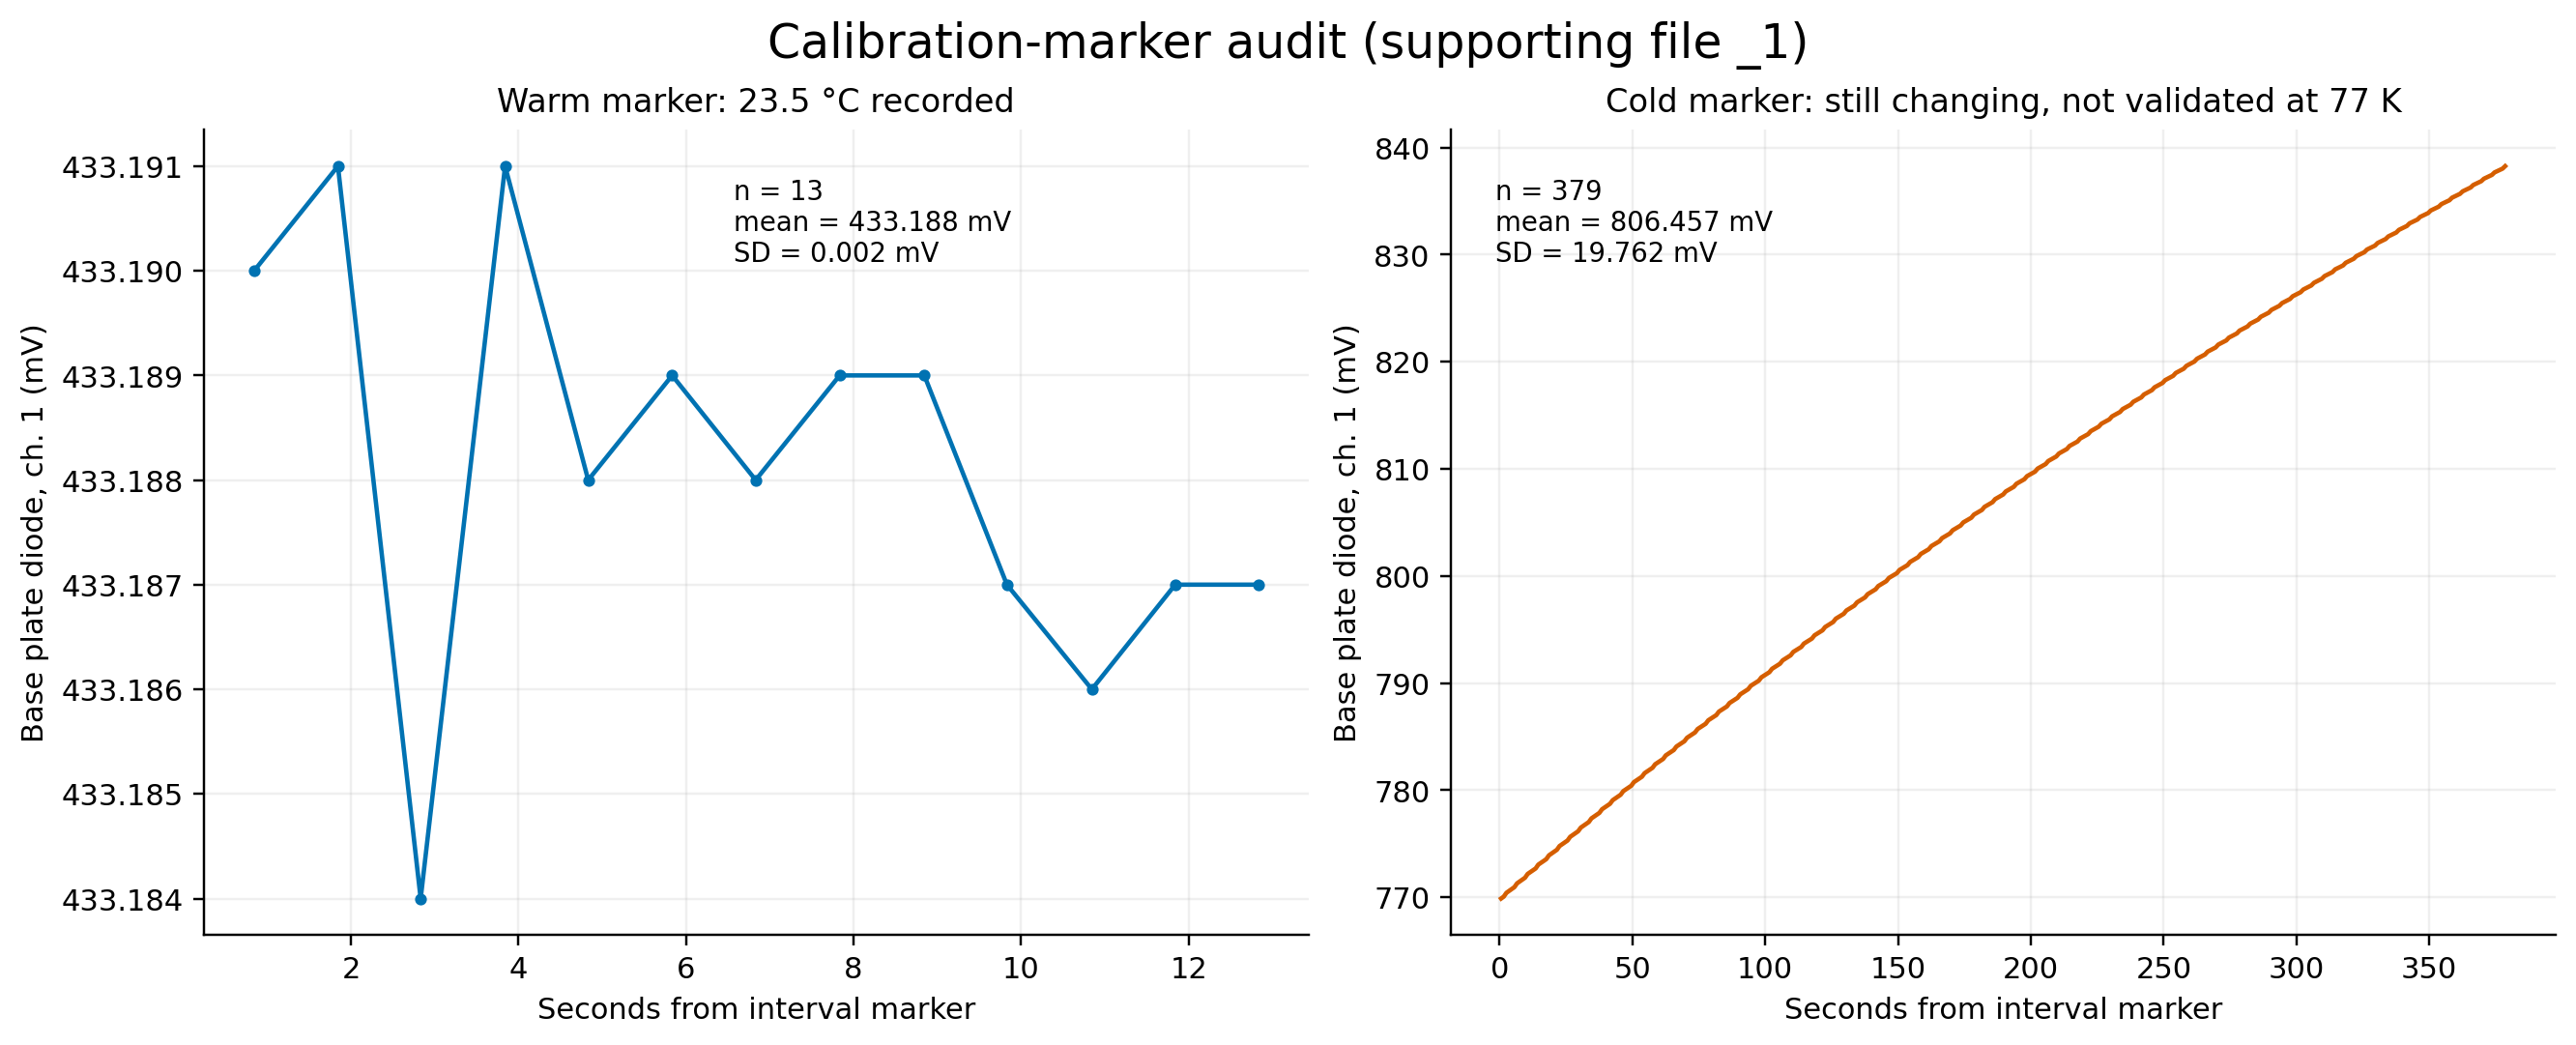 Calibration-marker audit (supporting file _1)
Warm marker: 23.5 °C recorded
433.191
433.190
433.189
433.188
433.187
433.186
433.185
433.184
Base plate diode, ch. 1 (mV)
n = 13
mean = 433.188 mV
SD = 0.002 mV
2 4 6 8 10 12
Seconds from interval marker
Cold marker: still changing, not validated at 77 K
840
830
820
810
800
790
780
770
Base plate diode, ch. 1 (mV)
n = 379
mean = 806.457 mV
SD = 19.762 mV
0 50 100 150 200 250 300 350
Seconds from interval marker